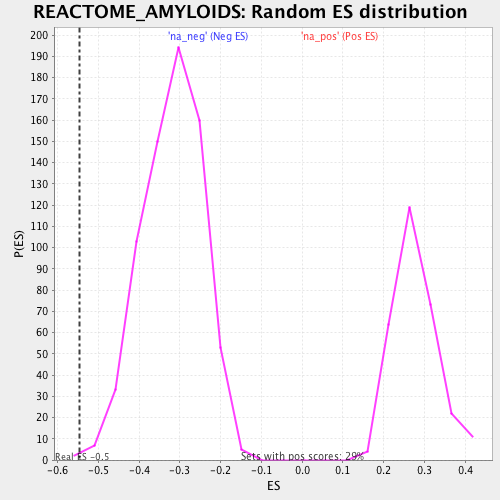 REACTOME_AMYLOIDS: Random ES distribution
'na_neg' (Neg ES)
'na_pos' (Pos ES)
200
190
180
170
160
150
140
130
120
110
100
90
80
70
60
50
40
30
20
10
0
P(ES)
Real ES -0.5
Sets with pos scores: 29%
-0.6 -0.5 -0.4 -0.3 -0.2 -0.1 0.0 0.1 0.2 0.3 0.4
ES